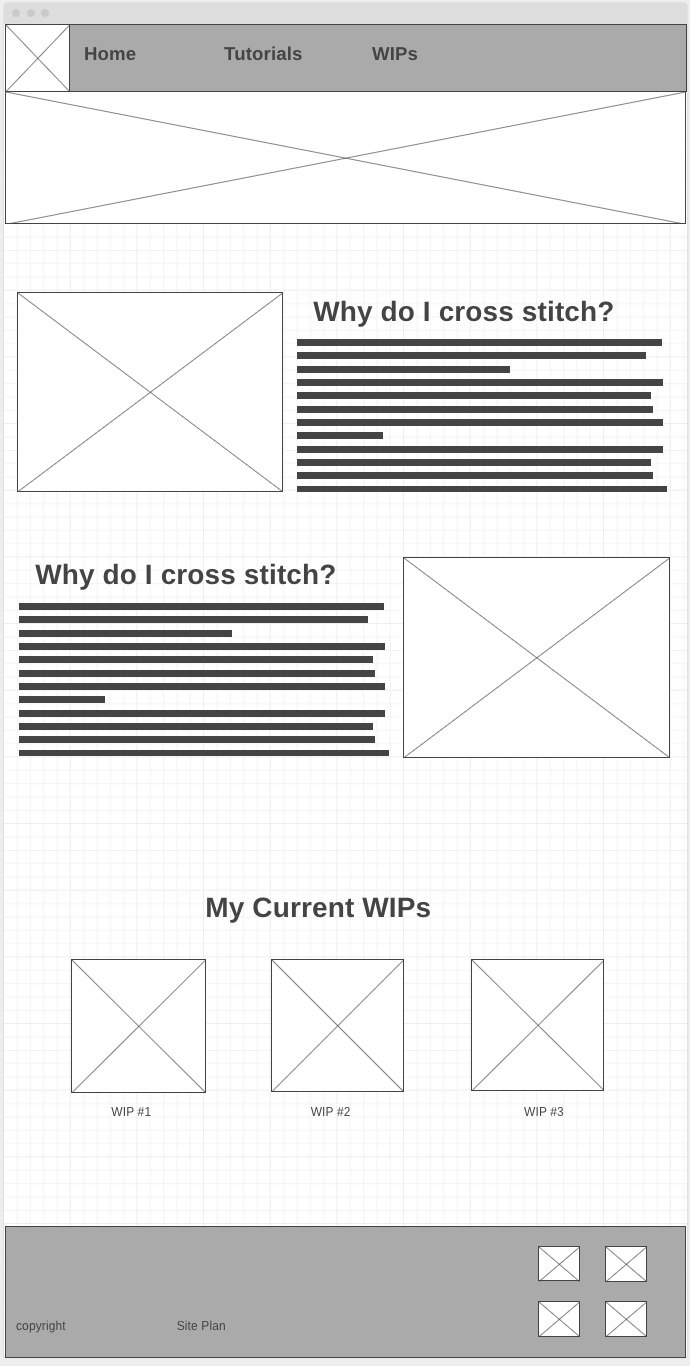 Home Tutorials WIPs
Why do I cross stitch?
Why do I cross stitch?
My Current WIPs
WIP #1 WIP #2 WIP #3
copyright Site Plan